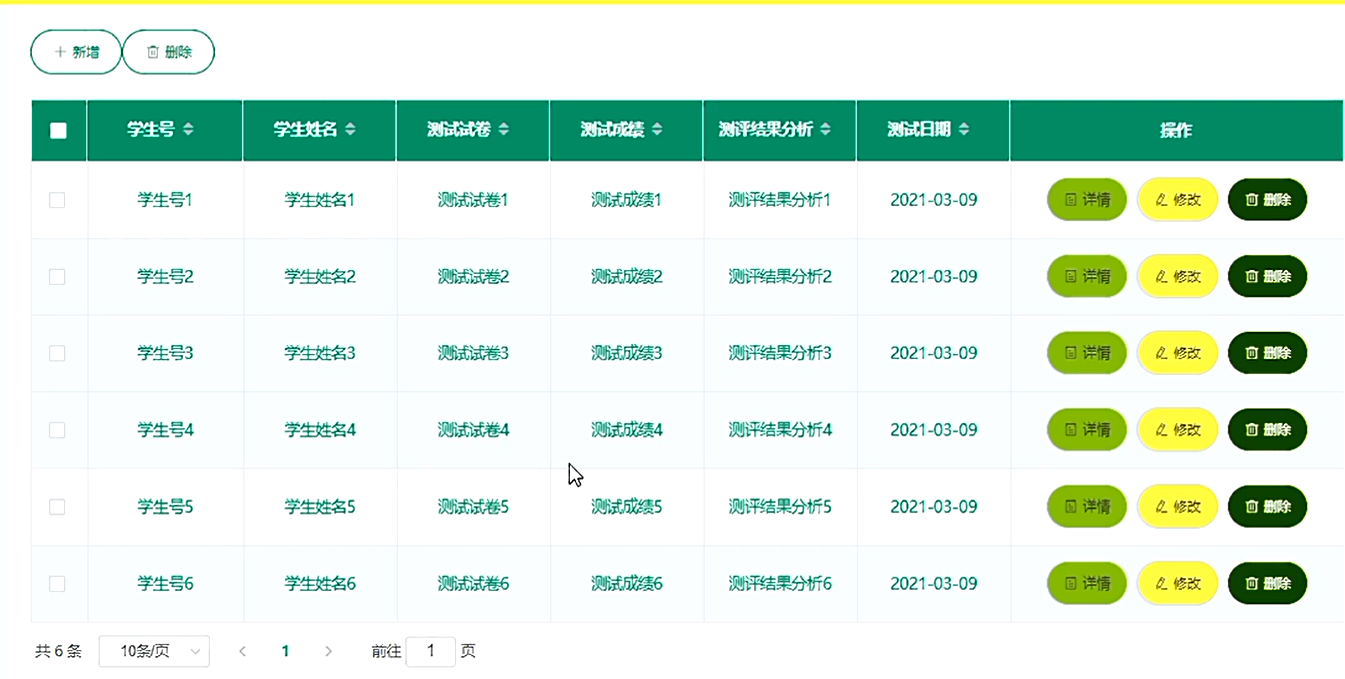 新增 删除
学生号 学生姓名 测试试卷 测试成绩 测评结果分析 测试日期 操作
学生号1 学生姓名1 测试试卷1 测试成绩1 测评结果分析1 2021-03-09 详情 修改 删除
学生号2 学生姓名2 测试试卷2 测试成绩2 测评结果分析2 2021-03-09 详情 修改 删除
学生号3 学生姓名3 测试试卷3 测试成绩3 测评结果分析3 2021-03-09 详情 修改 删除
学生号4 学生姓名4 测试试卷4 测试成绩4 测评结果分析4 2021-03-09 详情 修改 删除
学生号5 学生姓名5 测试试卷5 测试成绩5 测评结果分析5 2021-03-09 详情 修改 删除
学生号6 学生姓名6 测试试卷6 测试成绩6 测评结果分析6 2021-03-09 详情 修改 删除
共 6 条 10条/页 1 前往 1 页